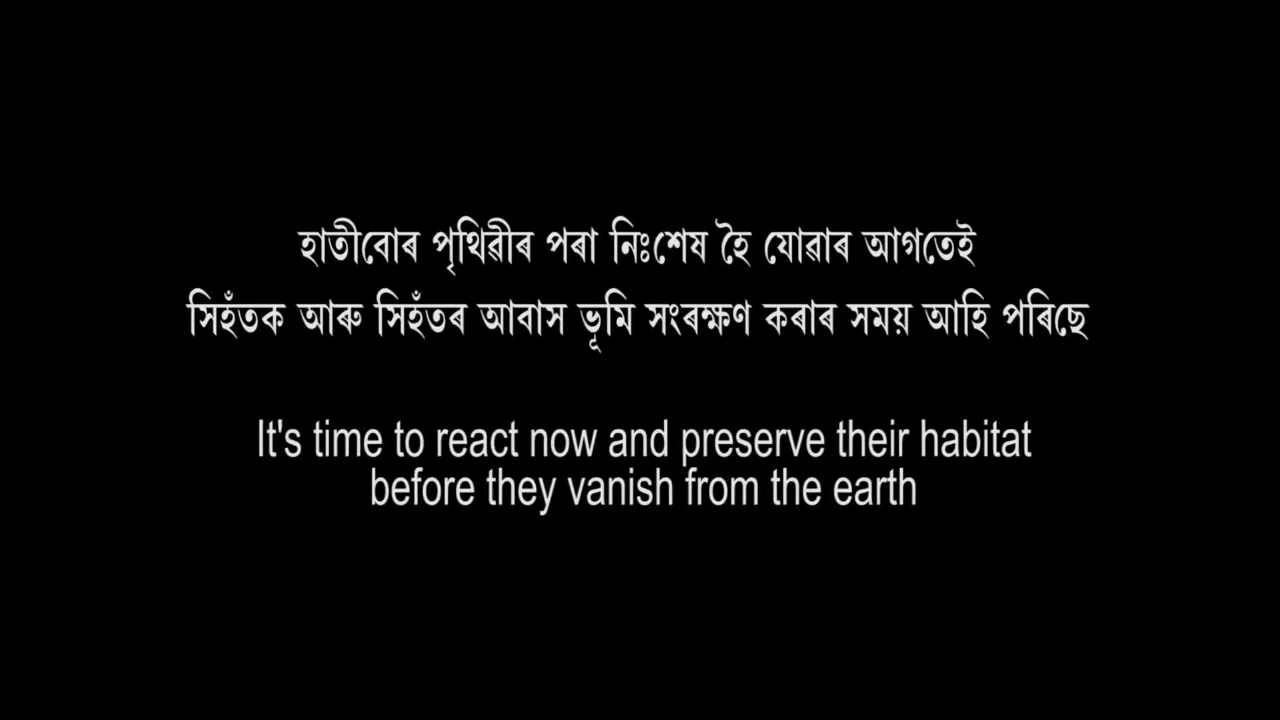 হাতীবোৰ পৃথিৱীৰ পৰা নিঃশেষ হৈ যোৱাৰ আগতেই
সিহঁতক আৰু সিহঁতৰ আবাস ভূমি সংৰক্ষণ কৰাৰ সময় আহি পৰিছে
It's time to react now and preserve their habitat
before they vanish from the earth